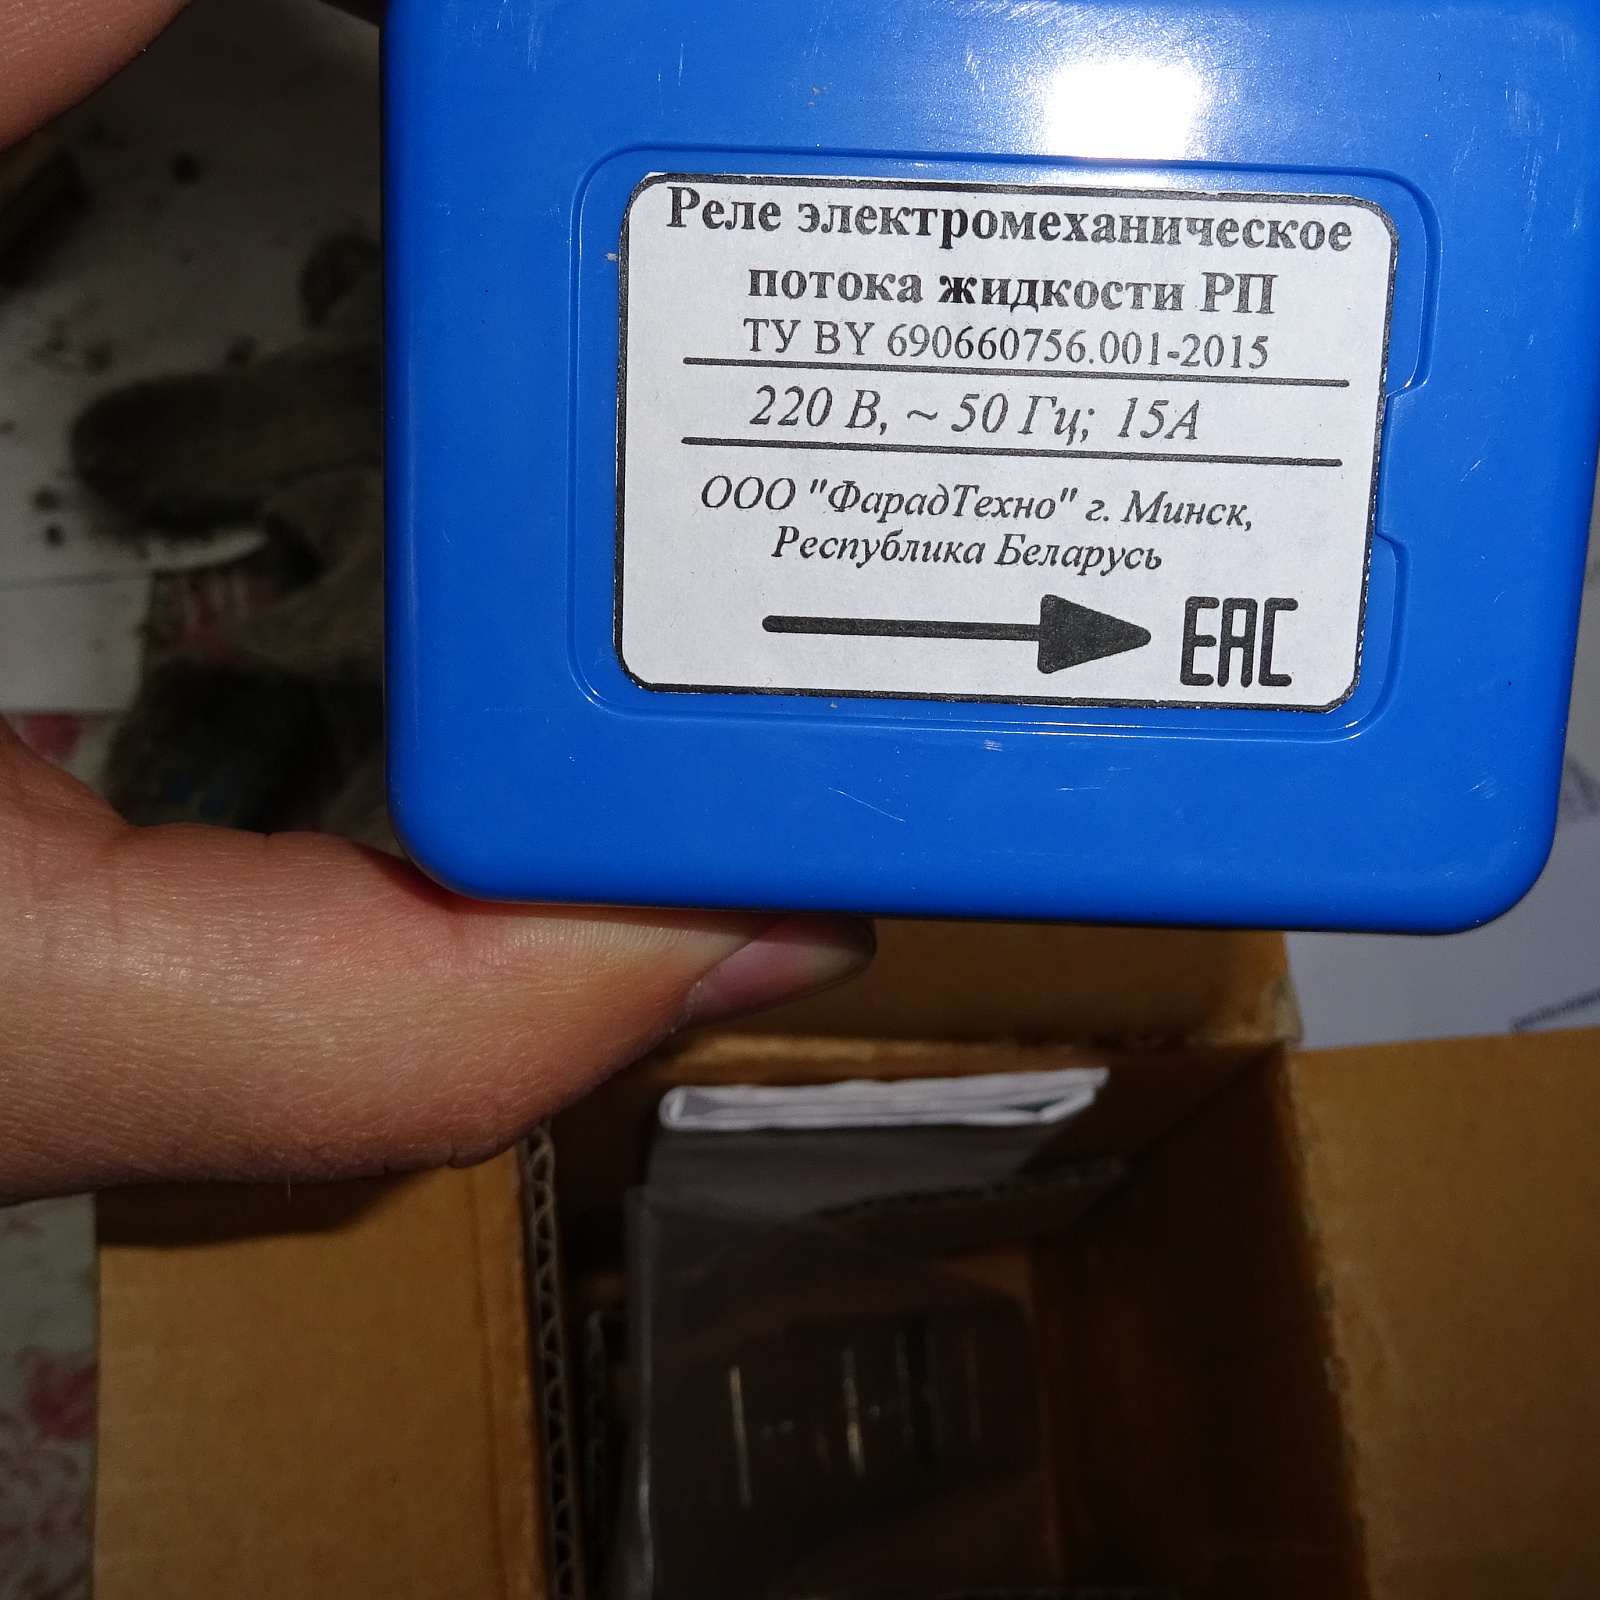 Реле электромеханическое
потока жидкости РП
ТУ BY 690660756.001-2015
220 В, ~ 50 Гц; 15А
ООО "ФарадТехно" г. Минск,
Республика Беларусь
EAC